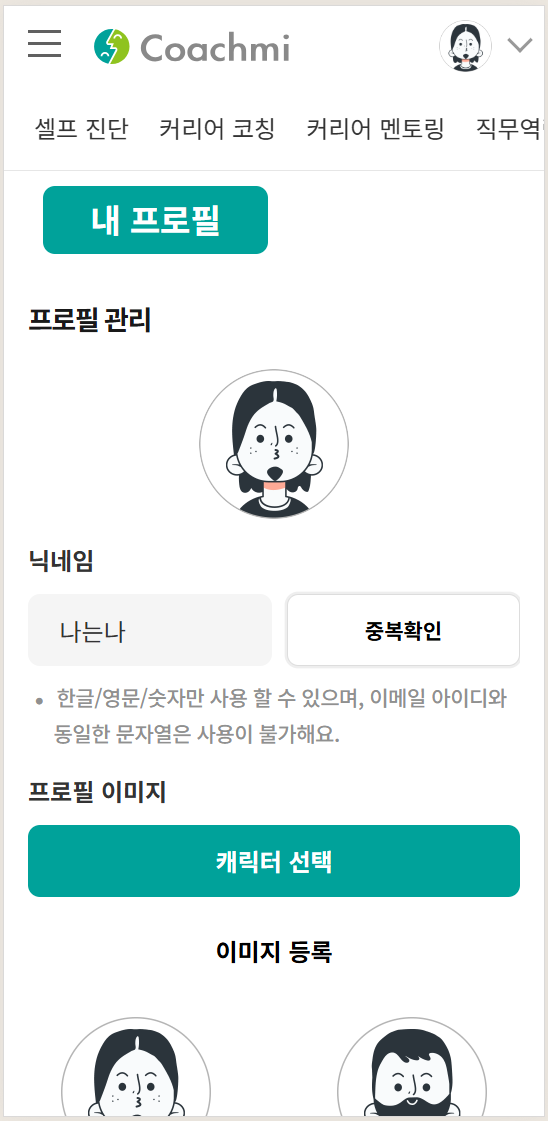 Coachmi
셀프 진단 커리어 코칭 커리어 멘토링 직무역
내 프로필
프로필 관리
닉네임
나는나 중복확인
• 한글/영문/숫자만 사용 할 수 있으며, 이메일 아이디와
동일한 문자열은 사용이 불가해요.
프로필 이미지
캐릭터 선택
이미지 등록